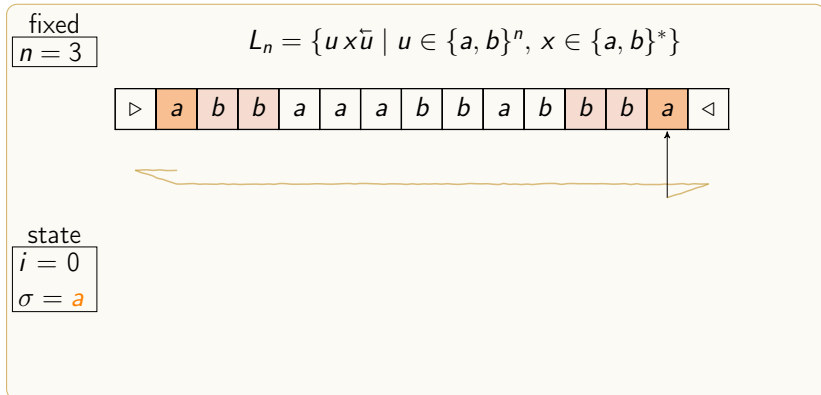 fixed
n = 3
L_n = {u x u⃖ | u ∈ {a, b}^n, x ∈ {a, b}^*}
▷ a b b a a a b b a b b b a ◁
state
i = 0
σ = a